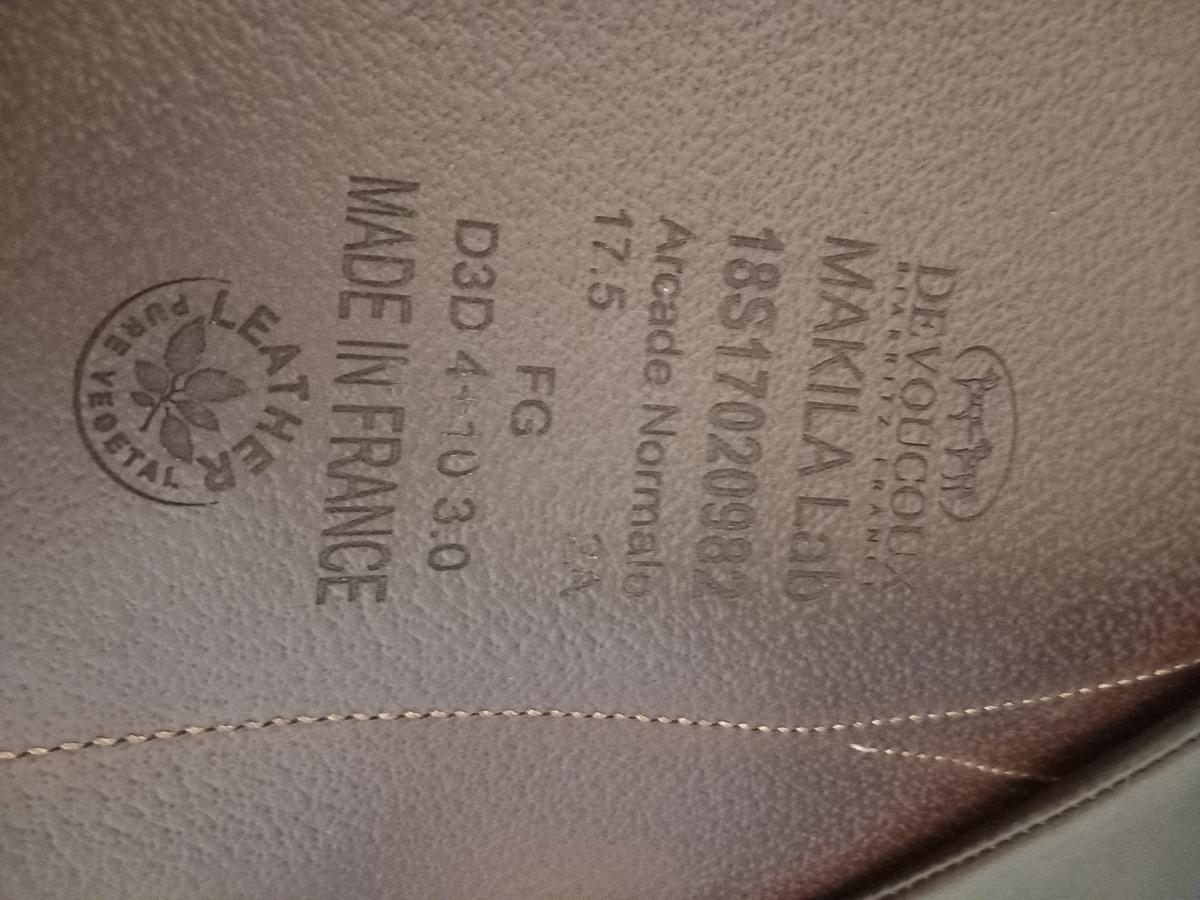 DEVOUCOUX
BIARRITZ FRANCE
MAKILA Lab
18S17020982
Arcade Normale
17.5
2A
FG
D3D 4+10 3.0
MADE IN FRANCE
LEATHER
PURE VEGETAL